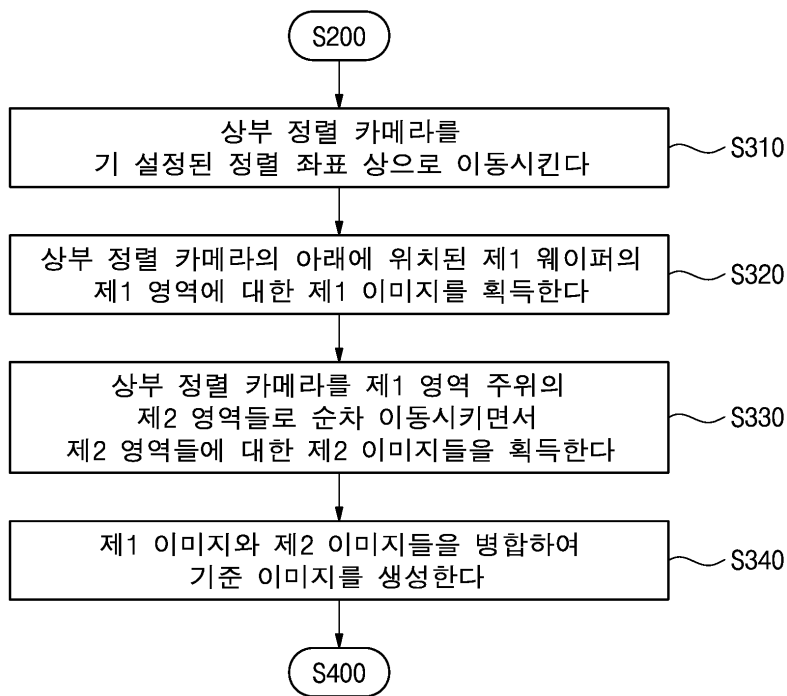 S200
상부 정렬 카메라를
기 설정된 정렬 좌표 상으로 이동시킨다
S310
상부 정렬 카메라의 아래에 위치된 제1 웨이퍼의
제1 영역에 대한 제1 이미지를 획득한다
S320
상부 정렬 카메라를 제1 영역 주위의
제2 영역들로 순차 이동시키면서
제2 영역들에 대한 제2 이미지들을 획득한다
S330
제1 이미지와 제2 이미지들을 병합하여
기준 이미지를 생성한다
S340
S400